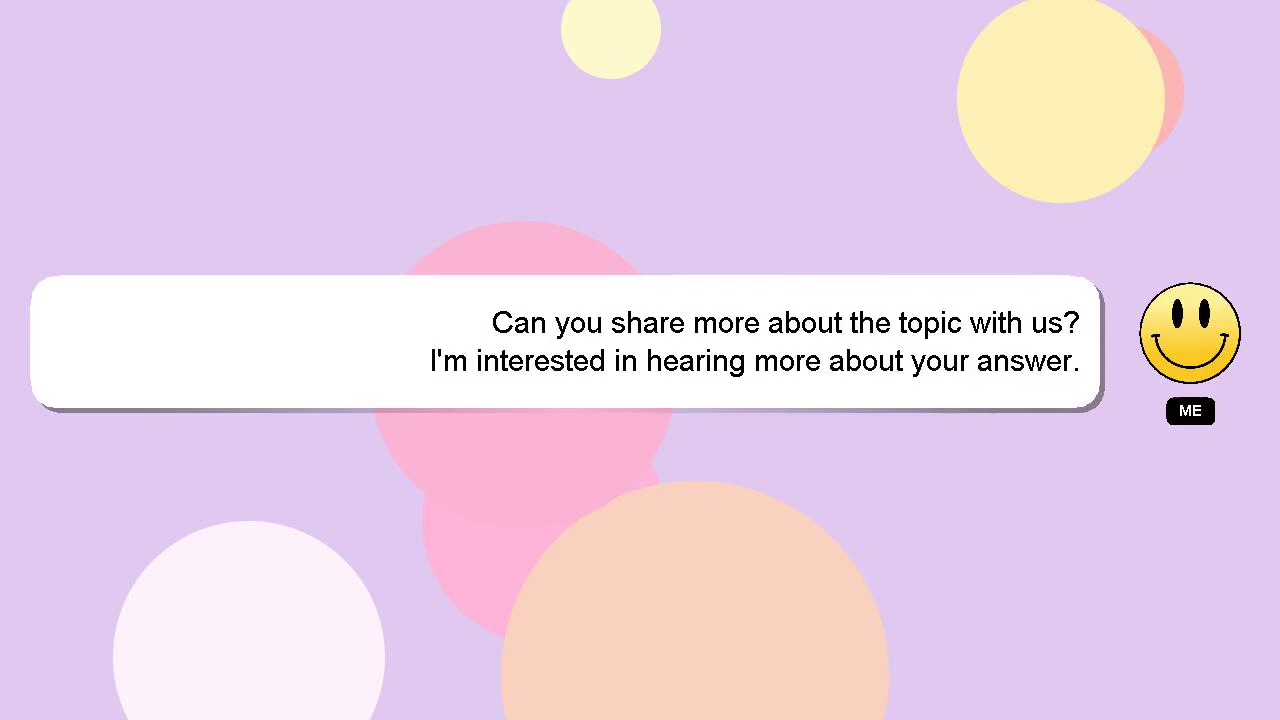 Can you share more about the topic with us?
I'm interested in hearing more about your answer.
ME